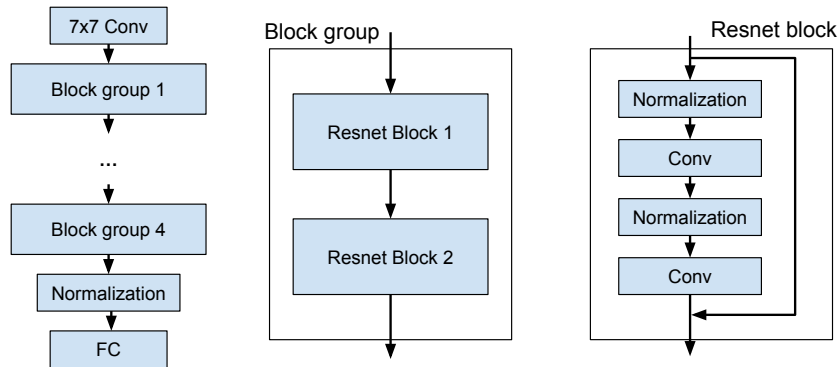 7x7 Conv
Block group 1
...
Block group 4
Normalization
FC
Block group
Resnet Block 1
Resnet Block 2
Resnet block
Normalization
Conv
Normalization
Conv